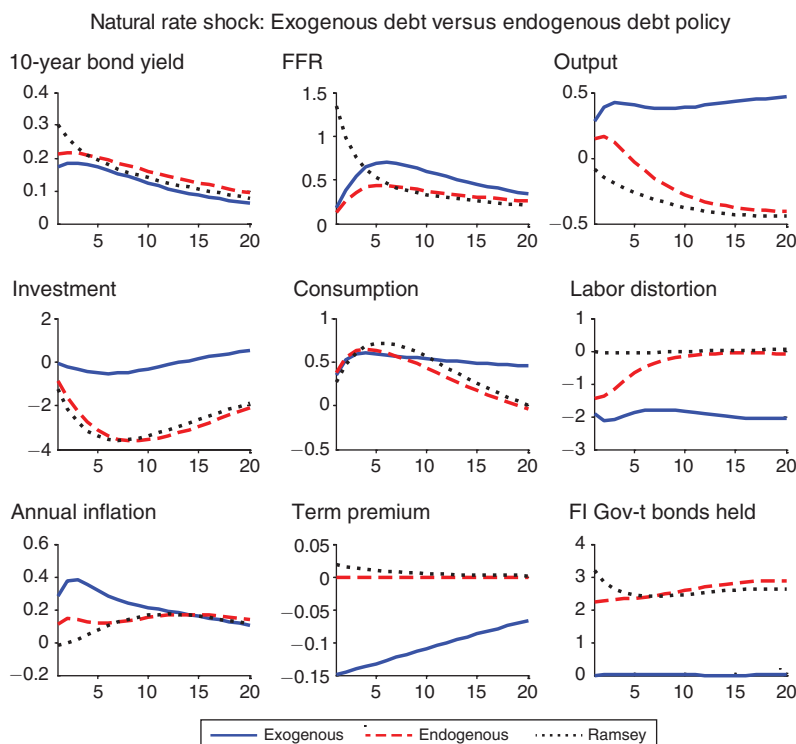 Natural rate shock: Exogenous debt versus endogenous debt policy
10-year bond yield FFR Output
0.4 1.5 0.5
0.3
1
0.2 0
0.5
0.1
0 0 −0.5
5 10 15 20 5 10 15 20 5 10 15 20
Investment Consumption Labor distortion
2 1 1
0 0.5 0
−1
−2 0
−2
−4 −0.5 −3
5 10 15 20 5 10 15 20 5 10 15 20
Annual inflation Term premium FI Gov-t bonds held
0.6 0.05 4
0.4 0 3
−0.05 2
0.2
0 −0.1 1
−0.2 −0.15 0
5 10 15 20 5 10 15 20 5 10 15 20
Exogenous Endogenous Ramsey